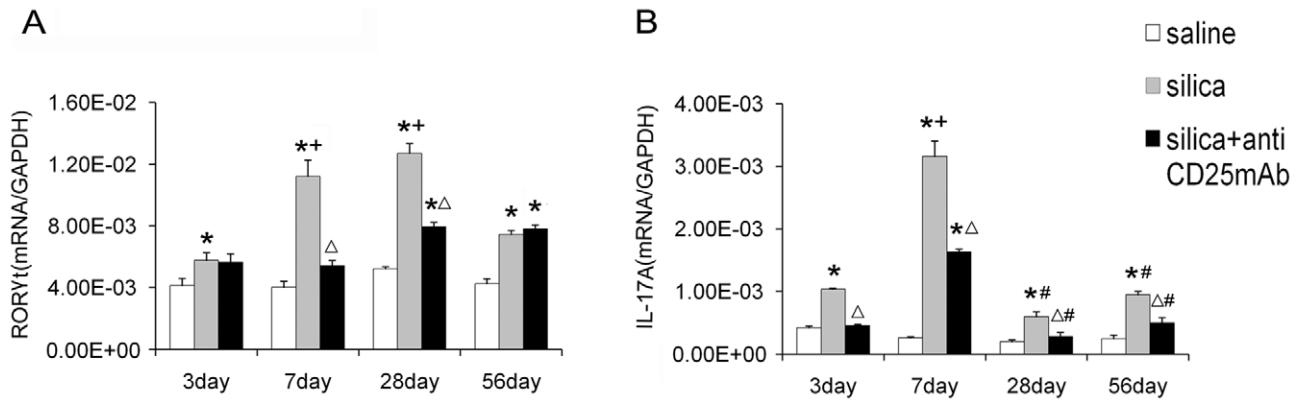 A
RORγt(mRNA/GAPDH)
1.60E-02
1.20E-02
8.00E-03
4.00E-03
0.00E+00
*
*+
△
*+
*△
*
*
3day
7day
28day
56day
B
IL-17A(mRNA/GAPDH)
4.00E-03
3.00E-03
2.00E-03
1.00E-03
0.00E+00
*
△
*+
*△
*#
△#
*#
△#
3day
7day
28day
56day
saline
silica
silica+anti
CD25mAb